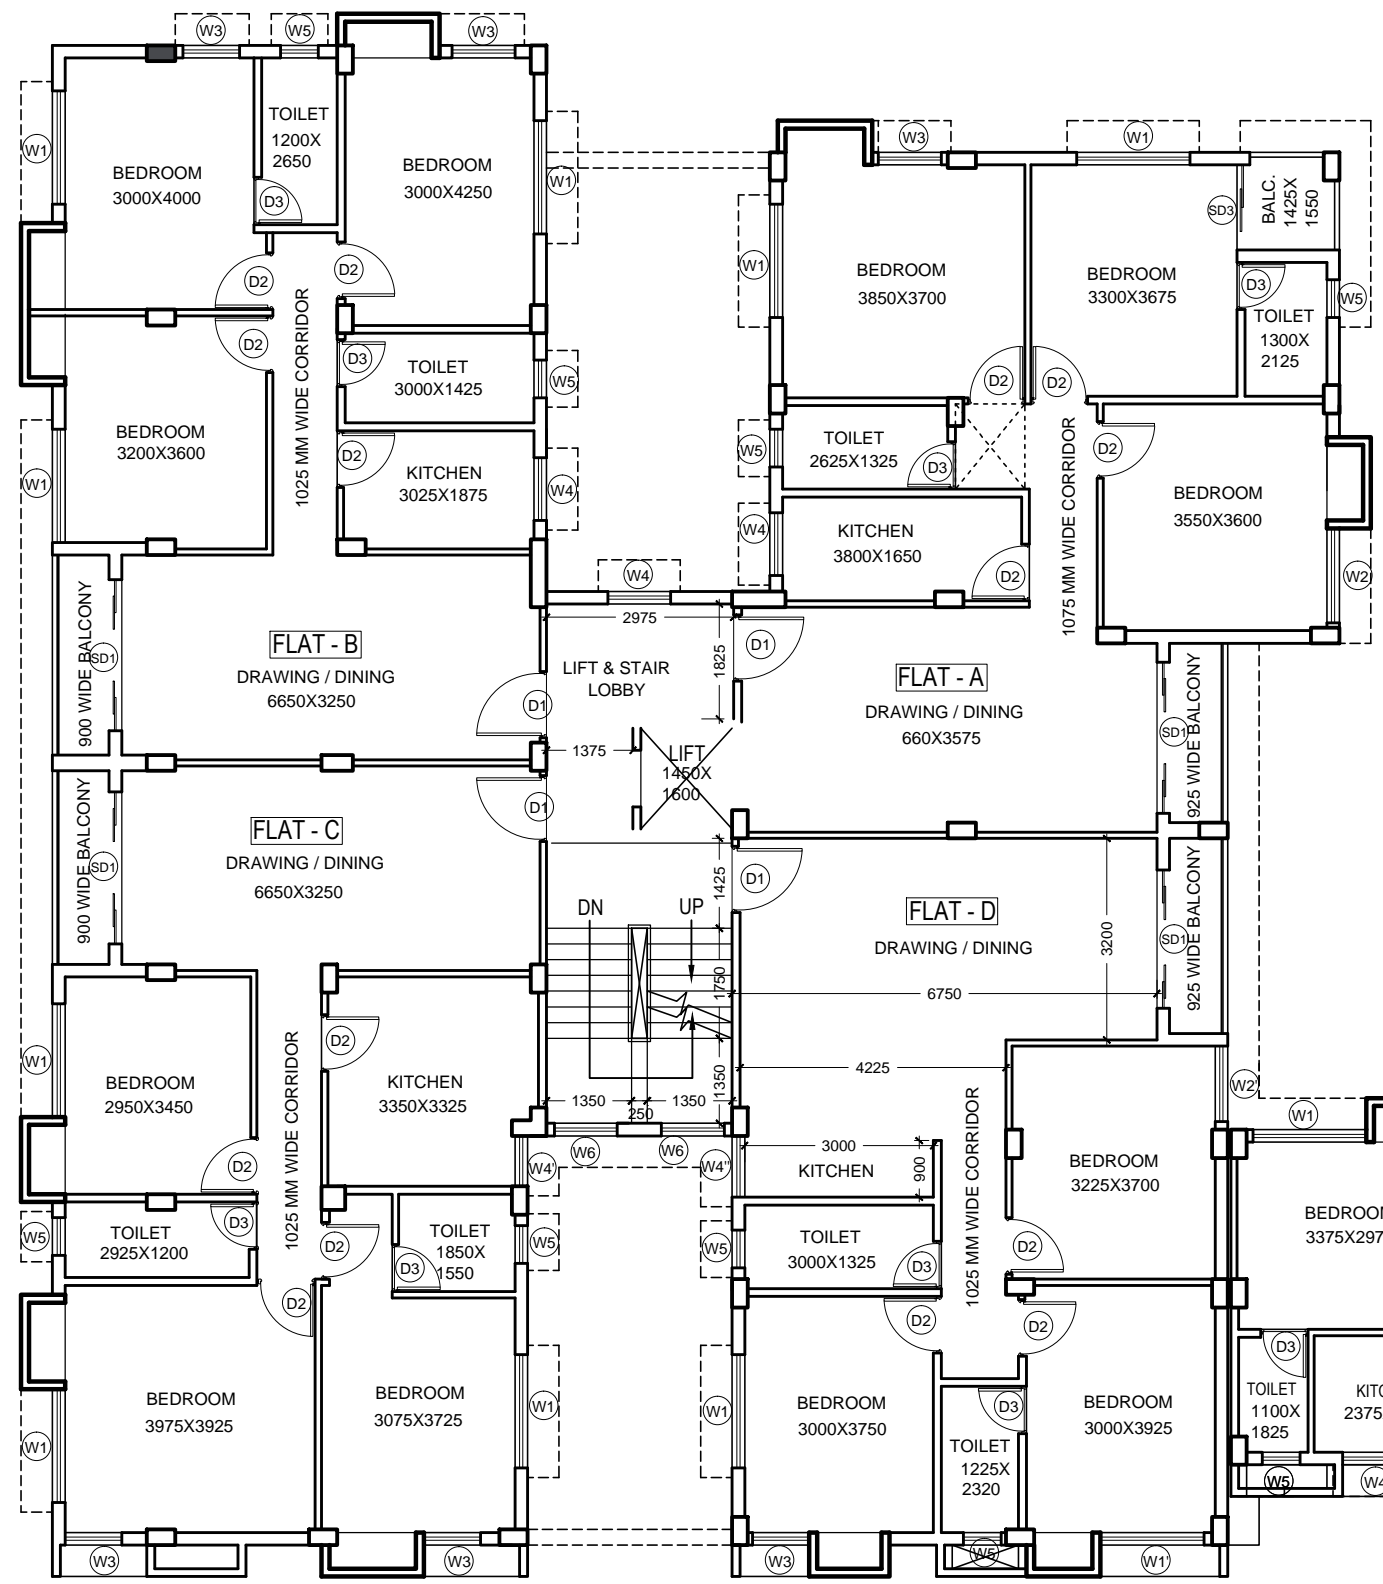 W3
W5
W3
W1
TOILET
1200X
2650
BEDROOM
3000X4000
BEDROOM
3000X4250
D3
W1
D2
D2
D2
1025 MM WIDE CORRIDOR
D3
TOILET
3000X1425
W5
BEDROOM
3200X3600
W1
D2
KITCHEN
3025X1875
W4
W3
W1
BALC.
1425X
1550
SD3
W1
BEDROOM
3850X3700
BEDROOM
3300X3675
D3
W5
TOILET
1300X
2125
D2
D2
W5
TOILET
2625X1325
D3
D2
1075 MM WIDE CORRIDOR
BEDROOM
3550X3600
W4
KITCHEN
3800X1650
D2
W2
W4
2975
1825
D1
LIFT & STAIR
LOBBY
900 WIDE BALCONY
SD1
FLAT - B
DRAWING / DINING
6650X3250
D1
FLAT - A
DRAWING / DINING
660X3575
SD1
925 WIDE BALCONY
1375
LIFT
1450X
1600
900 WIDE BALCONY
SD1
FLAT - C
DRAWING / DINING
6650X3250
D1
1425
D1
DN
UP
FLAT - D
DRAWING / DINING
3200
SD1
925 WIDE BALCONY
1750
6750
W1
BEDROOM
2950X3450
D2
KITCHEN
3350X3325
1025 MM WIDE CORRIDOR
1350
1350
250
1350
4225
W2'
W1
D2
W6
W6
W4'
W4"
3000
KITCHEN
900
1025 MM WIDE CORRIDOR
BEDROOM
3225X3700
W5
TOILET
2925X1200
D3
D2
TOILET
1850X
1550
D3
W5
W5
TOILET
3000X1325
D3
D2
BEDROOM
3375X297
D2
D2
D2
D3
BEDROOM
3975X3925
BEDROOM
3075X3725
W1
W1
W1
BEDROOM
3000X3750
D3
BEDROOM
3000X3925
TOILET
1225X
2320
TOILET
1100X
1825
2375
W5
W4
W3
W3
W3
W5
W1'